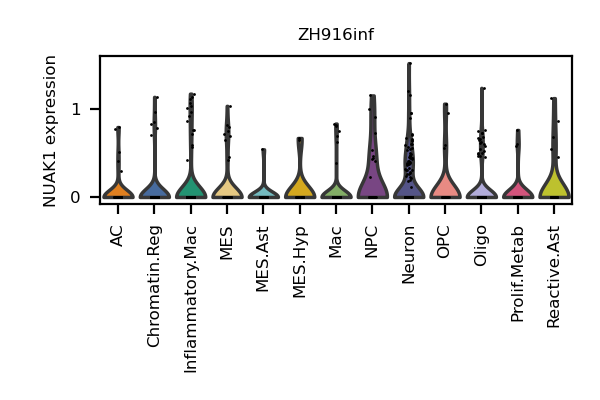 ZH916inf
NUAK1 expression
1
0
AC
Chromatin.Reg
Inflammatory.Mac
MES
MES.Ast
MES.Hyp
Mac
NPC
Neuron
OPC
Oligo
Prolif.Metab
Reactive.Ast